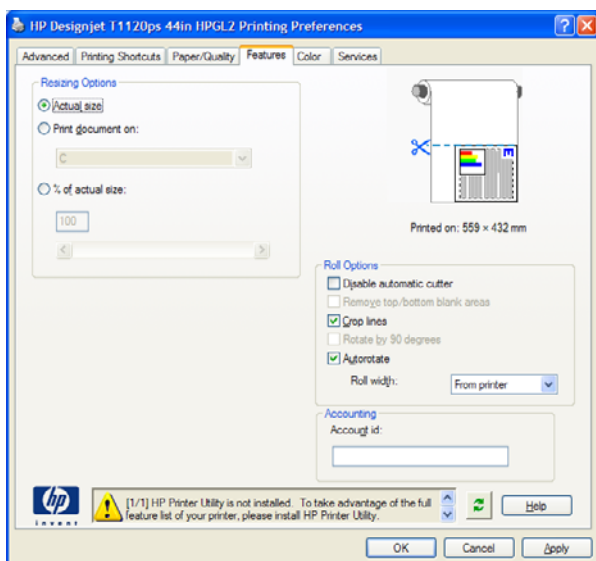 HP Designjet T1120ps 44in HPGL2 Printing Preferences
Advanced Printing Shortcuts Paper/Quality Features Color Services
Resizing Options
Actual size
Print document on:
C
% of actual size:
100
Printed on: 559 × 432 mm
Roll Options
Disable automatic cutter
Remove top/bottom blank areas
Crop lines
Rotate by 90 degrees
Autorotate
Roll width: From printer
Accounting
Account id:
hp
invent
[1/1] HP Printer Utility is not installed. To take advantage of the full
feature list of your printer, please install HP Printer Utility.
Help
OK Cancel Apply